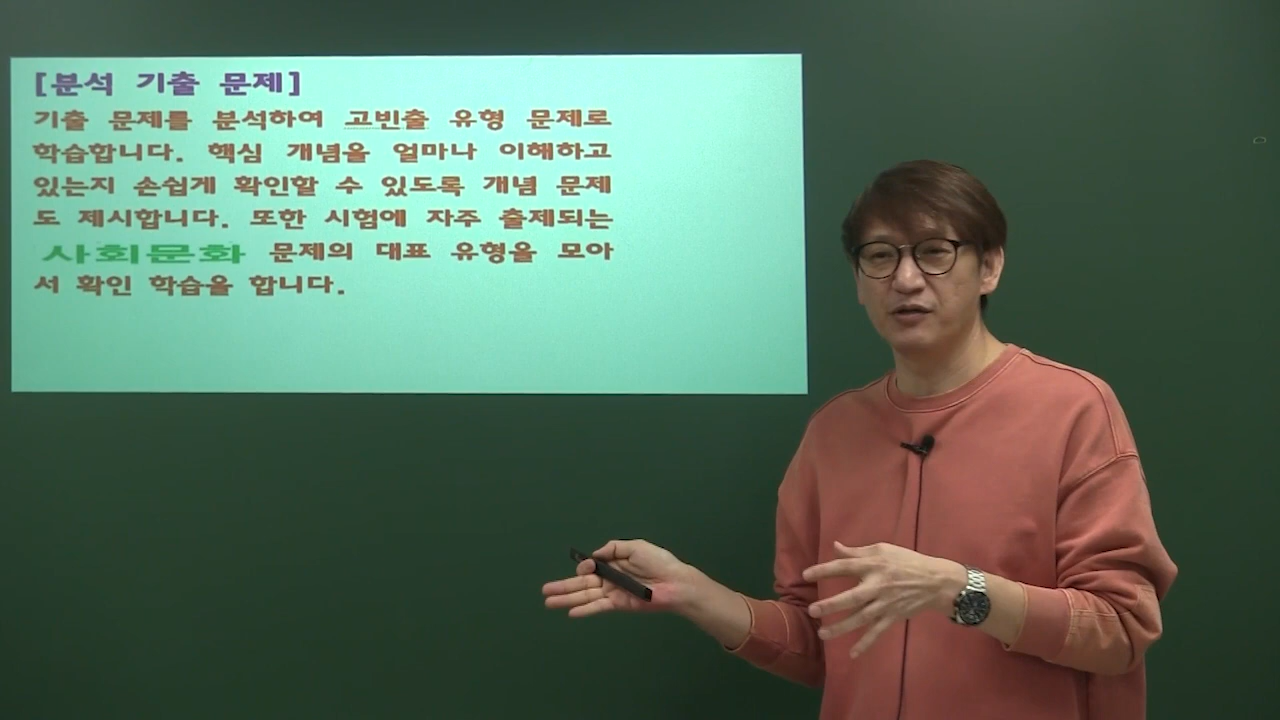 [분석 기출 문제]
기출 문제를 분석하여 고빈출 유형 문제로
학습합니다. 핵심 개념을 얼마나 이해하고
있는지 손쉽게 확인할 수 있도록 개념 문제
도 제시합니다. 또한 시험에 자주 출제되는
사회문화 문제의 대표 유형을 모아
서 확인 학습을 합니다.